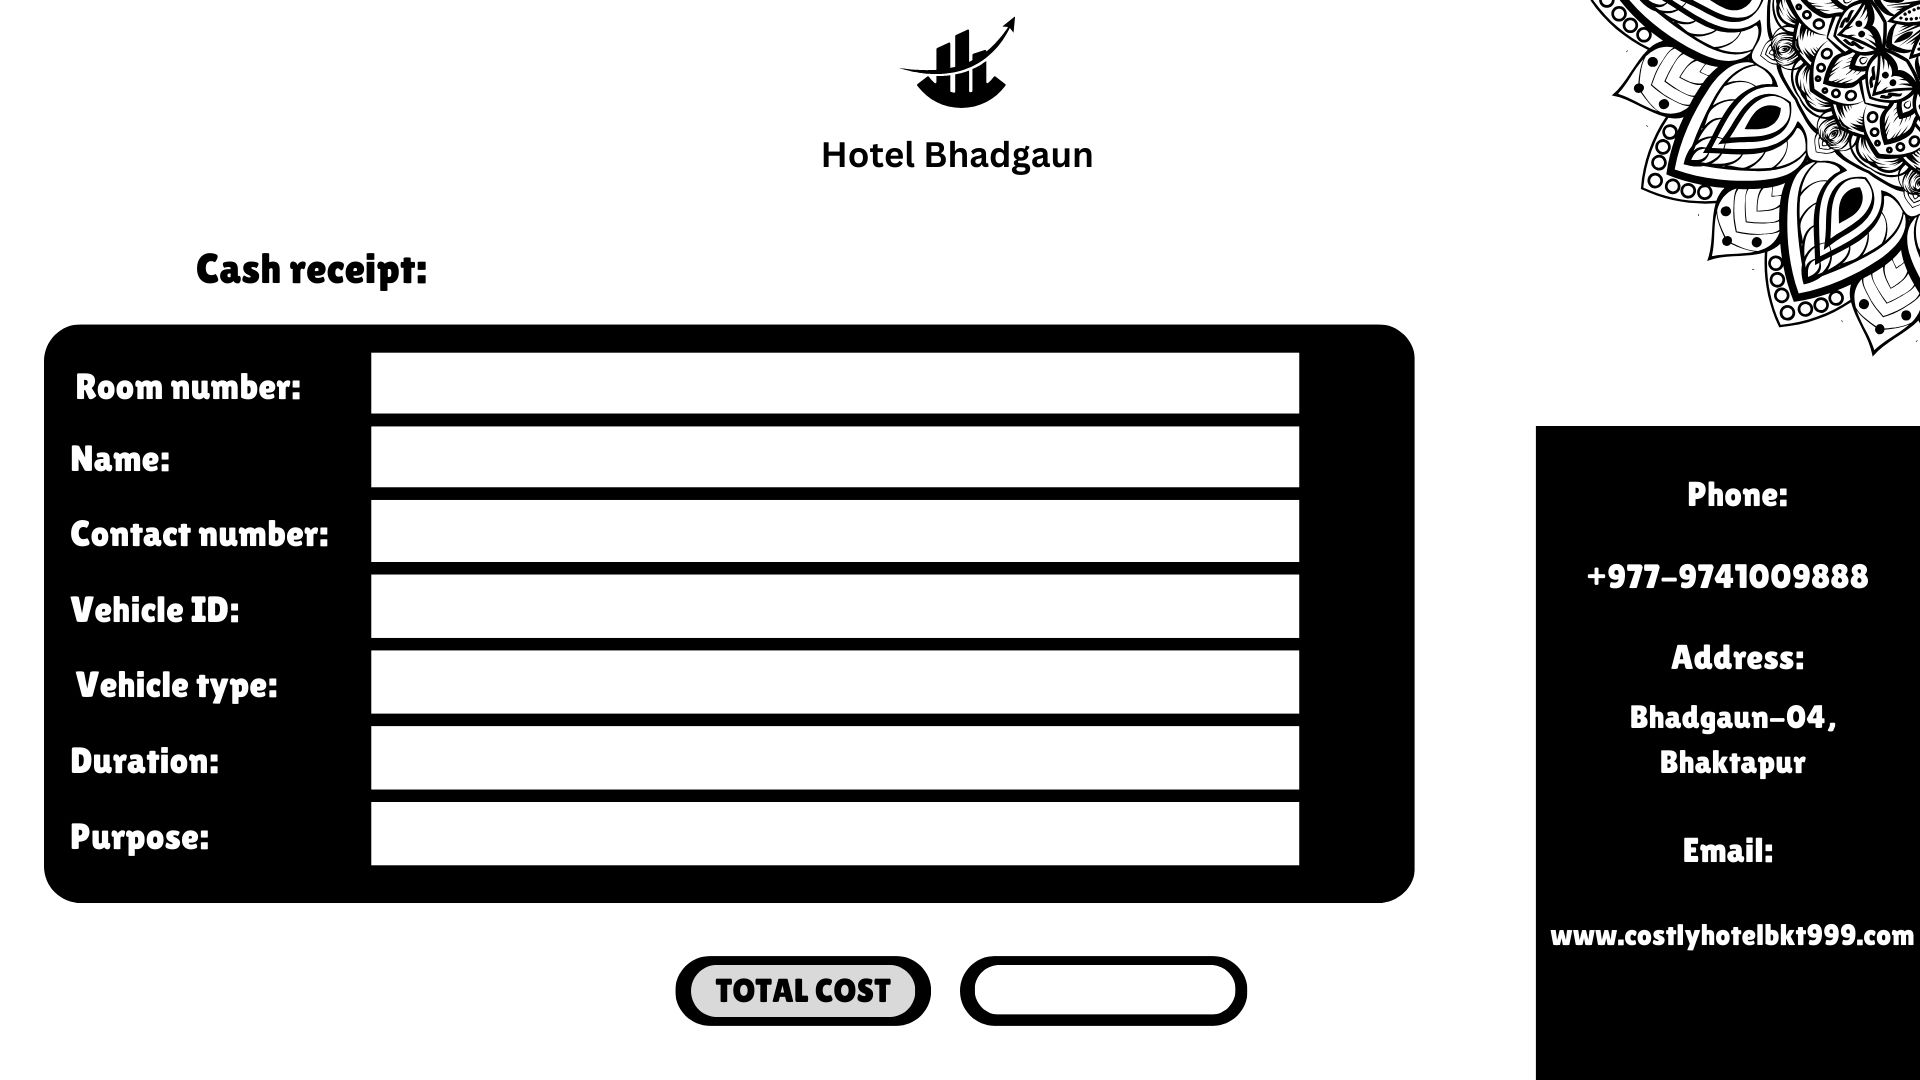 Hotel Bhadgaun
Cash receipt:
Room number:
Name:
Contact number:
Vehicle ID:
Vehicle type:
Duration:
Purpose:
TOTAL COST
Phone:
+977-9741009888
Address:
Bhadgaun-04,
Bhaktapur
Email:
www.costlyhotelbkt999.com